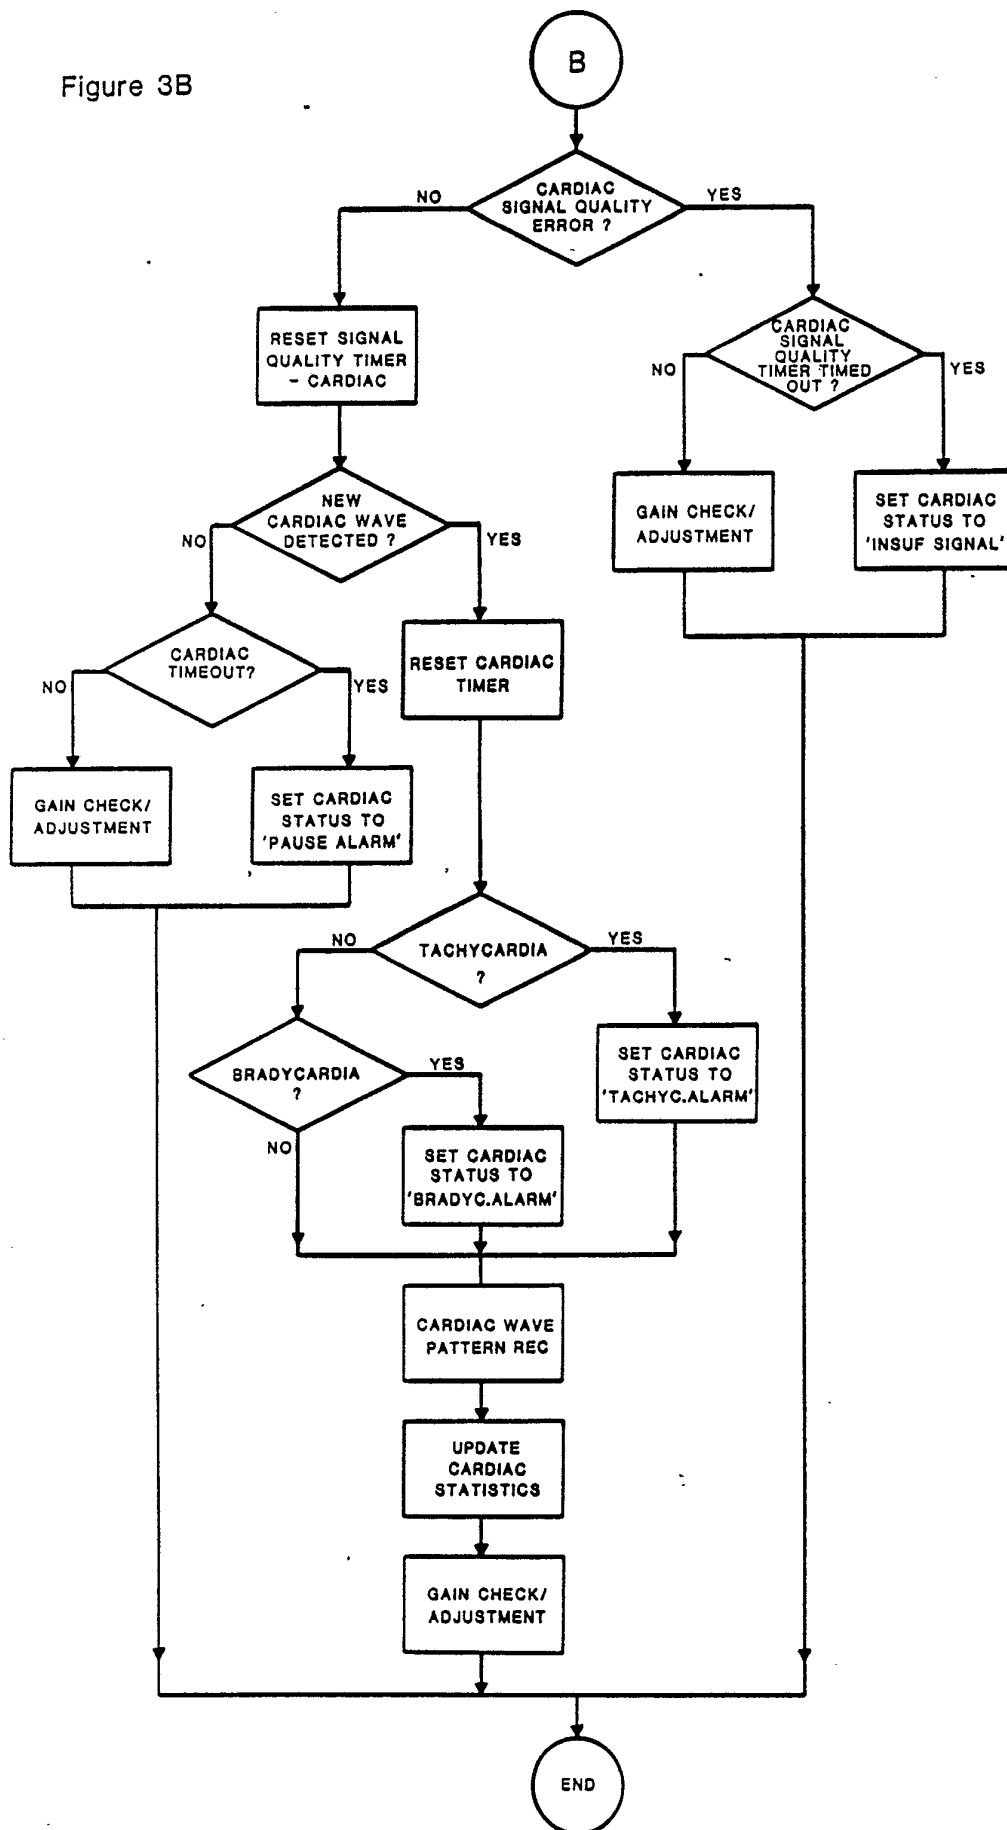 Figure 3B
B
CARDIAC
SIGNAL QUALITY
ERROR ?
NO
YES
RESET SIGNAL
QUALITY TIMER
- CARDIAC
CARDIAC
SIGNAL
QUALITY
TIMER TIMED
OUT ?
NO
YES
GAIN CHECK/
ADJUSTMENT
SET CARDIAC
STATUS TO
'INSUF SIGNAL'
NEW
CARDIAC WAVE
DETECTED ?
NO
YES
CARDIAC
TIMEOUT?
NO
YES
RESET CARDIAC
TIMER
GAIN CHECK/
ADJUSTMENT
SET CARDIAC
STATUS TO
'PAUSE ALARM'
TACHYCARDIA
?
NO
YES
BRADYCARDIA
?
YES
NO
SET CARDIAC
STATUS TO
'TACHYC.ALARM'
SET CARDIAC
STATUS TO
'BRADYC.ALARM'
CARDIAC WAVE
PATTERN REC
UPDATE
CARDIAC
STATISTICS
GAIN CHECK/
ADJUSTMENT
END